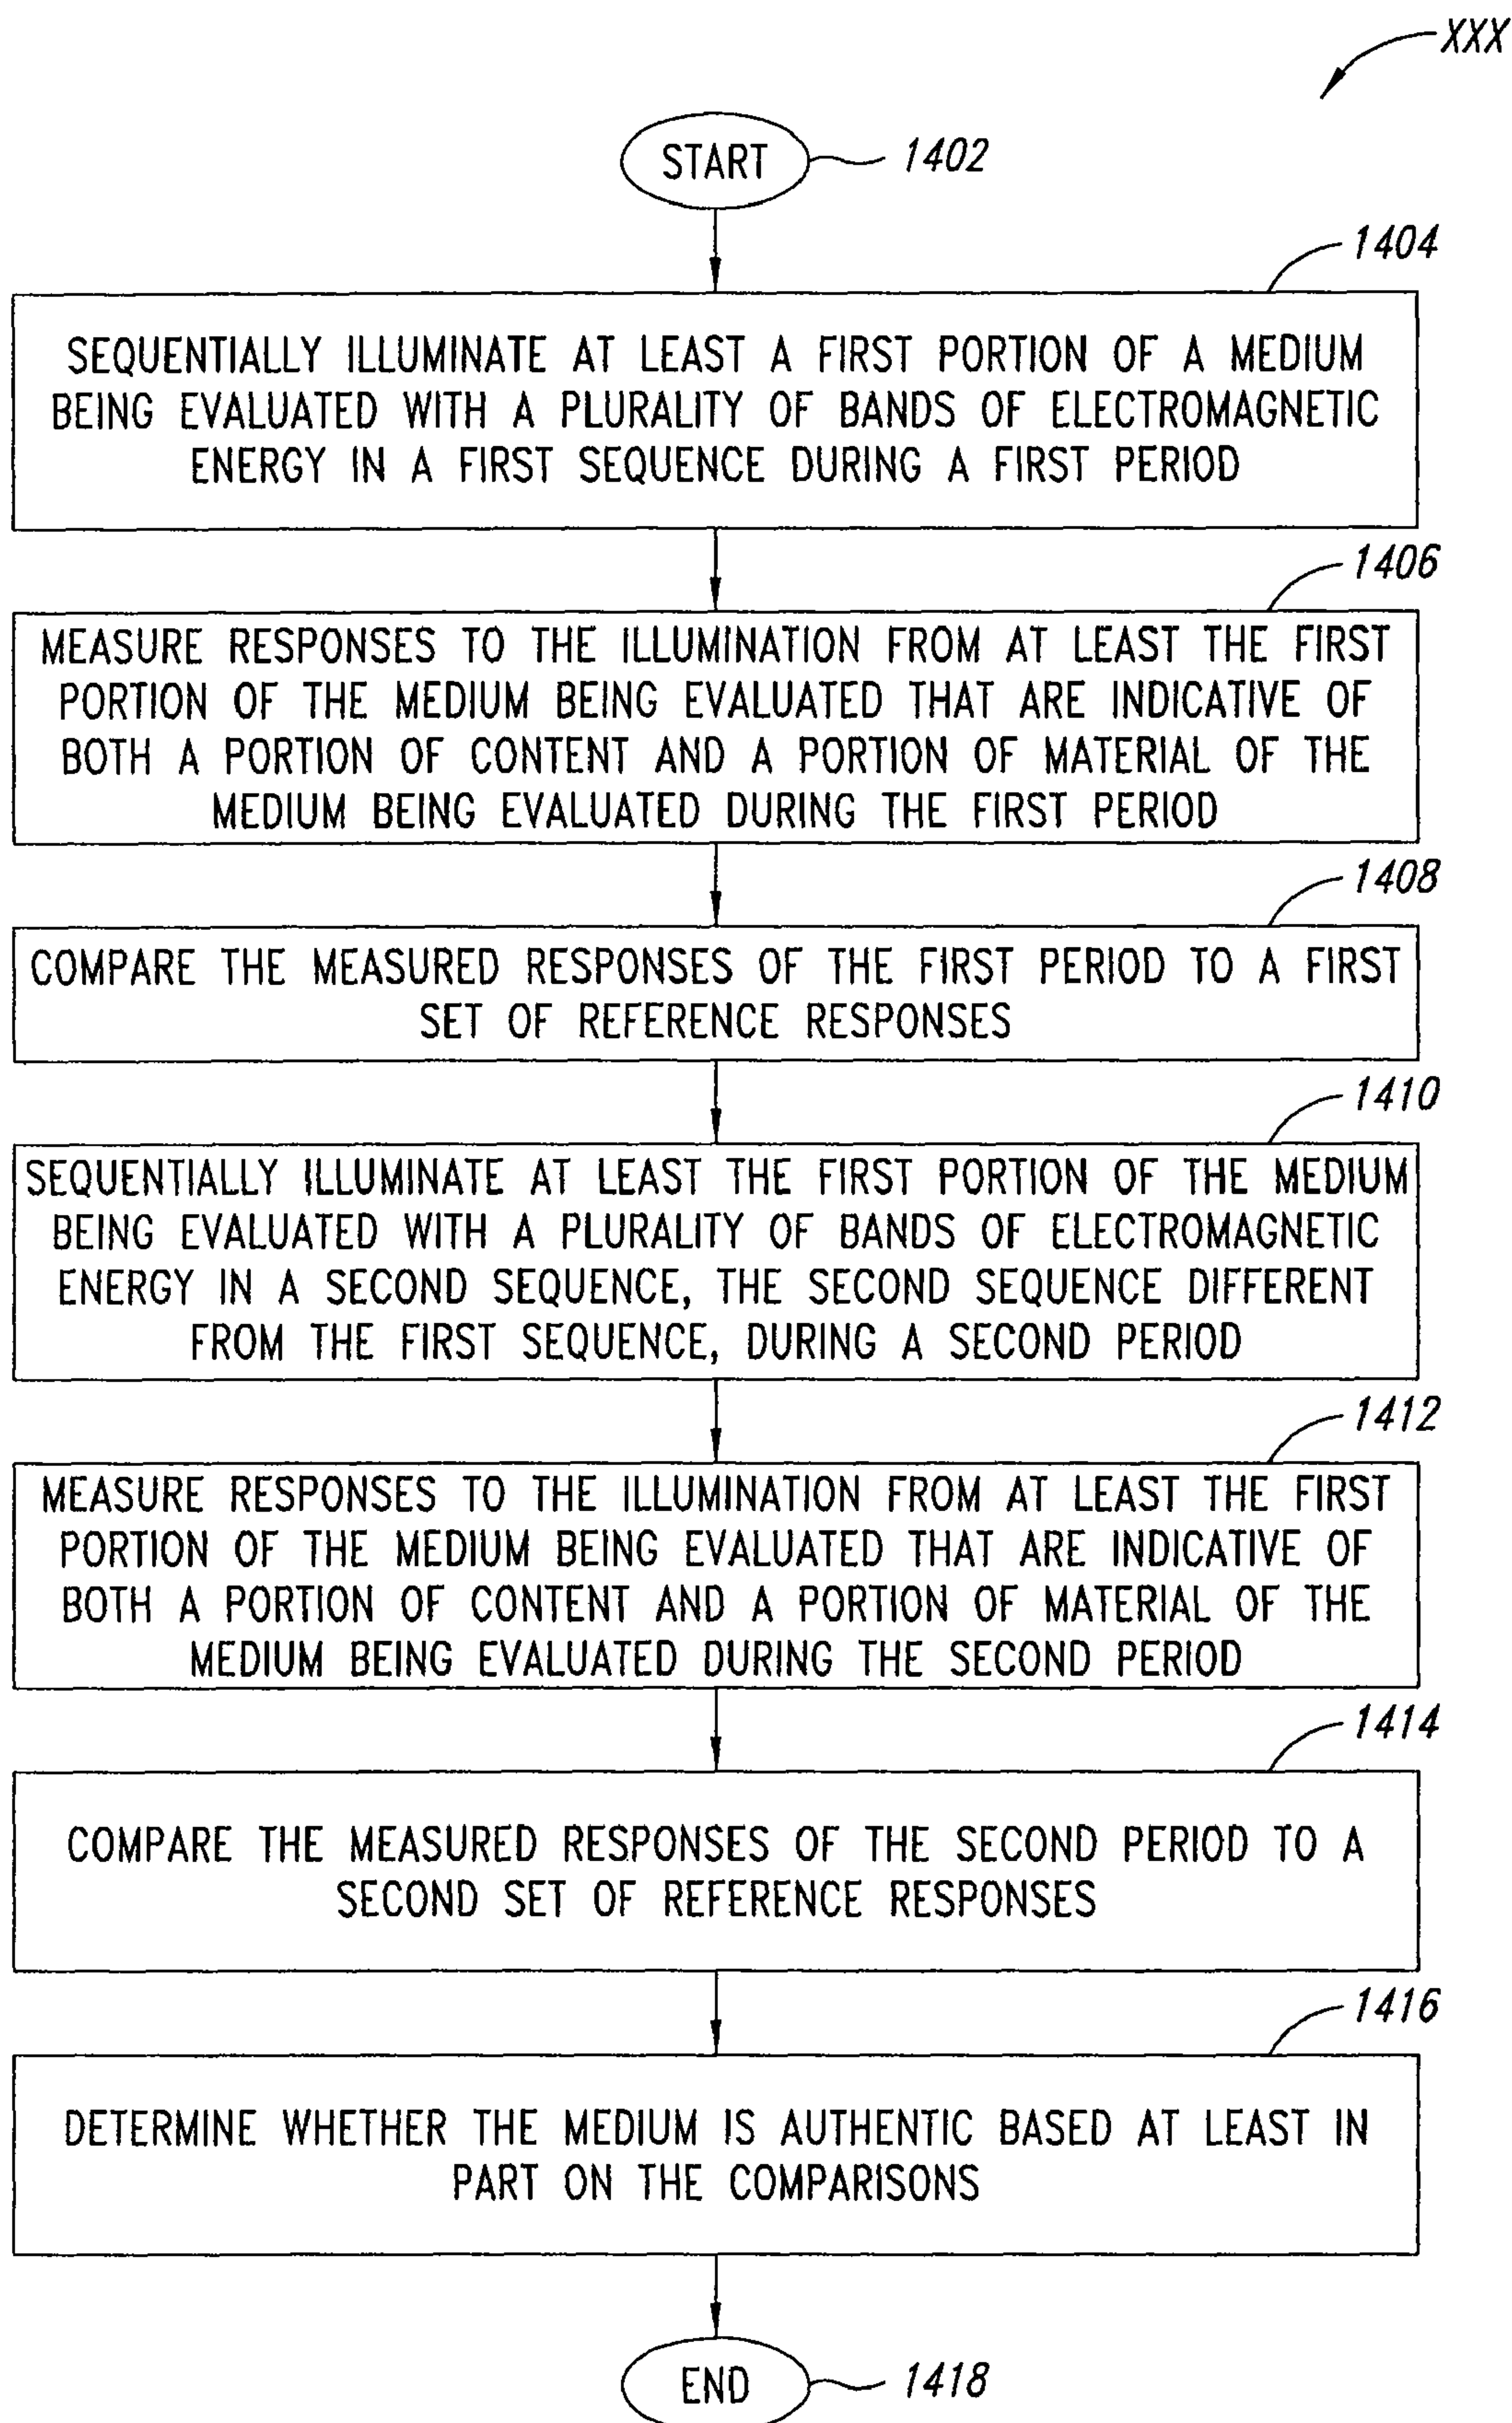 XXX
START
1402
1404
SEQUENTIALLY ILLUMINATE AT LEAST A FIRST PORTION OF A MEDIUM
BEING EVALUATED WITH A PLURALITY OF BANDS OF ELECTROMAGNETIC
ENERGY IN A FIRST SEQUENCE DURING A FIRST PERIOD
1406
MEASURE RESPONSES TO THE ILLUMINATION FROM AT LEAST THE FIRST
PORTION OF THE MEDIUM BEING EVALUATED THAT ARE INDICATIVE OF
BOTH A PORTION OF CONTENT AND A PORTION OF MATERIAL OF THE
MEDIUM BEING EVALUATED DURING THE FIRST PERIOD
1408
COMPARE THE MEASURED RESPONSES OF THE FIRST PERIOD TO A FIRST
SET OF REFERENCE RESPONSES
1410
SEQUENTIALLY ILLUMINATE AT LEAST THE FIRST PORTION OF THE MEDIUM
BEING EVALUATED WITH A PLURALITY OF BANDS OF ELECTROMAGNETIC
ENERGY IN A SECOND SEQUENCE, THE SECOND SEQUENCE DIFFERENT
FROM THE FIRST SEQUENCE, DURING A SECOND PERIOD
1412
MEASURE RESPONSES TO THE ILLUMINATION FROM AT LEAST THE FIRST
PORTION OF THE MEDIUM BEING EVALUATED THAT ARE INDICATIVE OF
BOTH A PORTION OF CONTENT AND A PORTION OF MATERIAL OF THE
MEDIUM BEING EVALUATED DURING THE SECOND PERIOD
1414
COMPARE THE MEASURED RESPONSES OF THE SECOND PERIOD TO A
SECOND SET OF REFERENCE RESPONSES
1416
DETERMINE WHETHER THE MEDIUM IS AUTHENTIC BASED AT LEAST IN
PART ON THE COMPARISONS
END
1418